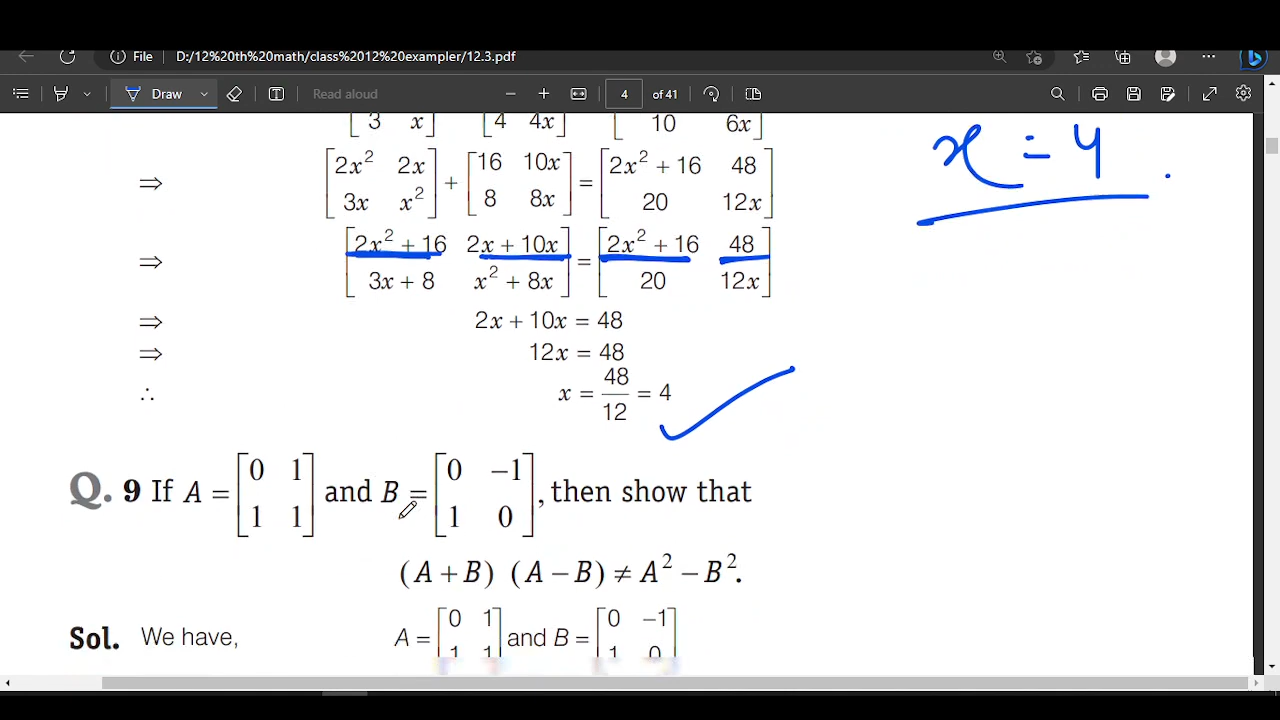 File D:/12%20th%20math/class%2012%20exampler/12.3.pdf
Draw Read aloud 4 of 41
[3 x] [4 4x] [10 6x]
⇒ [2x² 2x; 3x x²] + [16 10x; 8 8x] = [2x² + 16 48; 20 12x]
⇒ [2x² + 16 2x + 10x; 3x + 8 x² + 8x] = [2x² + 16 48; 20 12x]
⇒ 2x + 10x = 48
⇒ 12x = 48
∴ x = 48/12 = 4
x = 4
Q. 9 If A = [0 1; 1 1] and B = [0 −1; 1 0], then show that
(A + B) (A − B) ≠ A² − B².
Sol. We have, A = [0 1; 1 1] and B = [0 −1; 1 0]